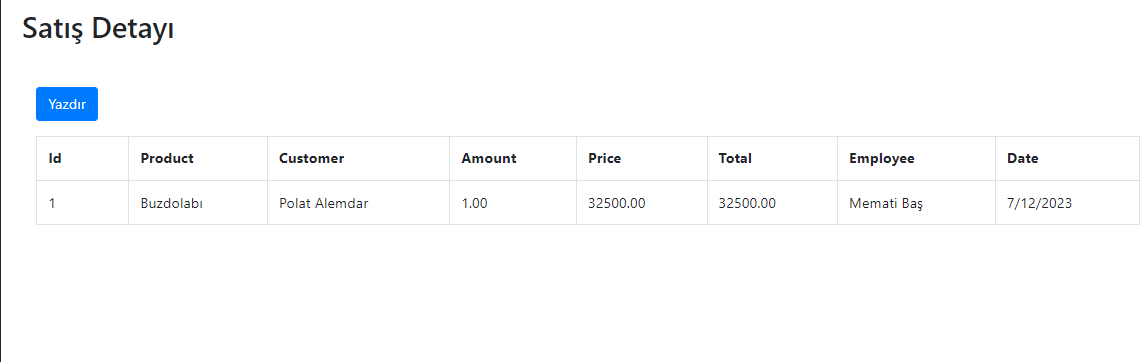 Satış Detayı
Yazdır
Id Product Customer Amount Price Total Employee Date
1 Buzdolabı Polat Alemdar 1.00 32500.00 32500.00 Memati Baş 7/12/2023